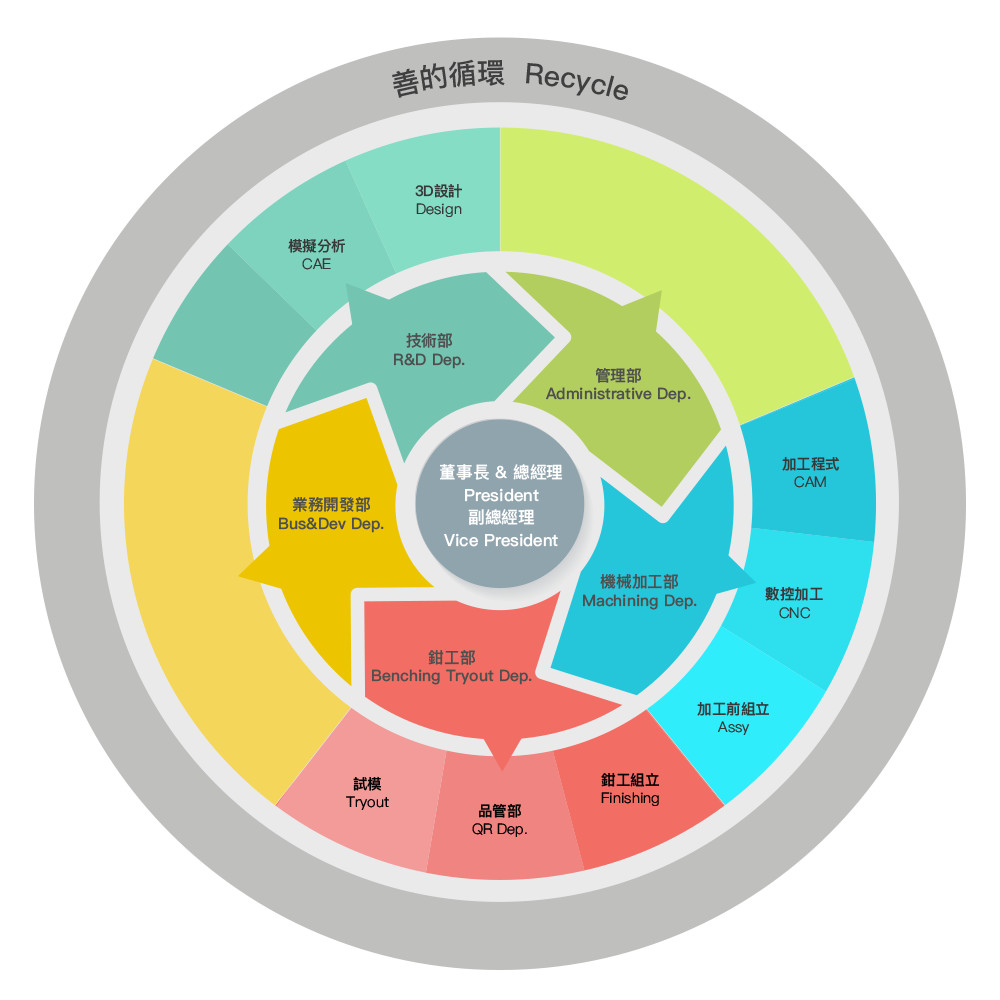 善的循環 Recycle
3D設計
Design
模擬分析
CAE
技術部
R&D Dep.
管理部
Administrative Dep.
董事長 & 總經理
President
副總經理
Vice President
加工程式
CAM
業務開發部
Bus&Dev Dep.
機械加工部
Machining Dep.
數控加工
CNC
鉗工部
Benching Tryout Dep.
加工前組立
Assy
試模
Tryout
品管部
QR Dep.
鉗工組立
Finishing